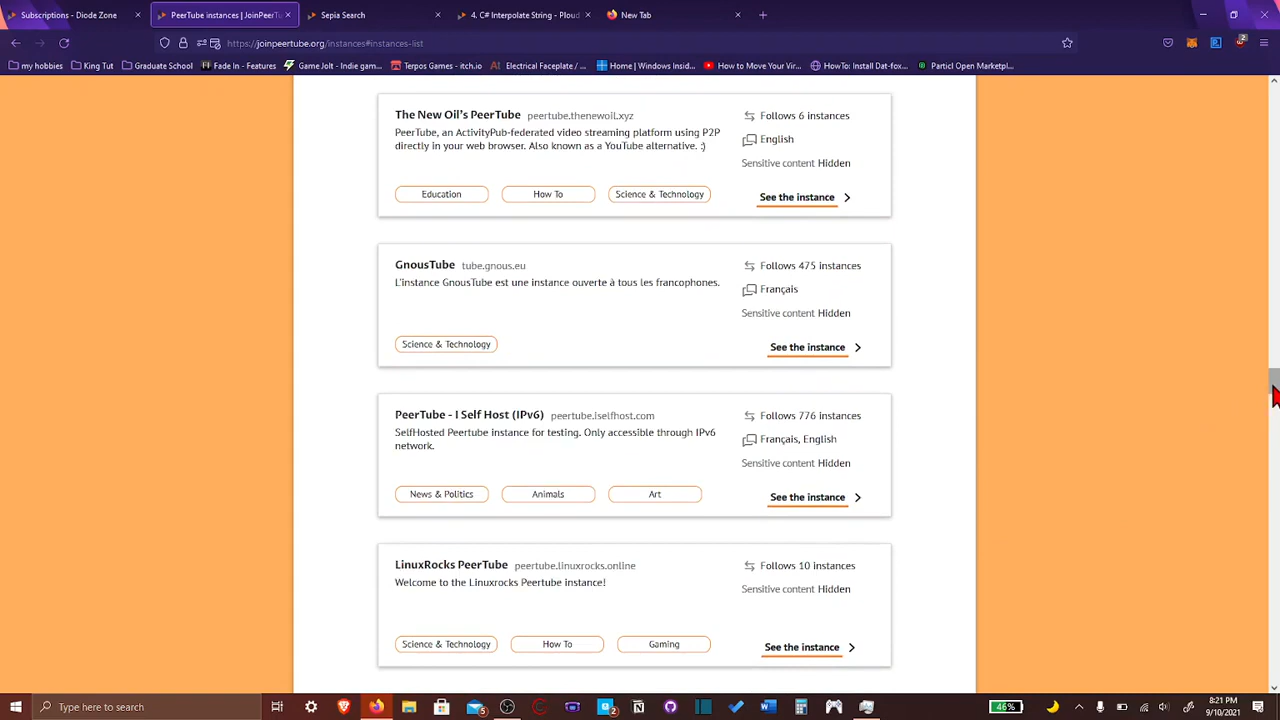 Subscriptions - Diode Zone
PeerTube instances | JoinPeerT
Sepia Search
4. C# Interpolate String - Ploud
New Tab
https://joinpeertube.org/instances#instances-list
my hobbies
King Tut
Graduate School
Fade In - Features
Game Jolt - Indie gam...
Terpos Games - itch.io
Electrical Faceplate /...
Home | Windows Insid...
How to Move Your Vir...
HowTo: Install Dat-fox...
Particl Open Marketpl...
The New Oil's PeerTube peertube.thenewoil.xyz
PeerTube, an ActivityPub-federated video streaming platform using P2P
directly in your web browser. Also known as a YouTube alternative. :)
Education
How To
Science & Technology
Follows 6 instances
English
Sensitive content Hidden
See the instance
GnousTube tube.gnous.eu
L'instance GnousTube est une instance ouverte à tous les francophones.
Science & Technology
Follows 475 instances
Français
Sensitive content Hidden
See the instance
PeerTube - I Self Host (IPv6) peertube.iselfhost.com
SelfHosted Peertube instance for testing. Only accessible through IPv6
network.
News & Politics
Animals
Art
Follows 776 instances
Français, English
Sensitive content Hidden
See the instance
LinuxRocks PeerTube peertube.linuxrocks.online
Welcome to the Linuxrocks Peertube instance!
Science & Technology
How To
Gaming
Follows 10 instances
Sensitive content Hidden
See the instance
Type here to search
46%
8:21 PM
9/10/2021